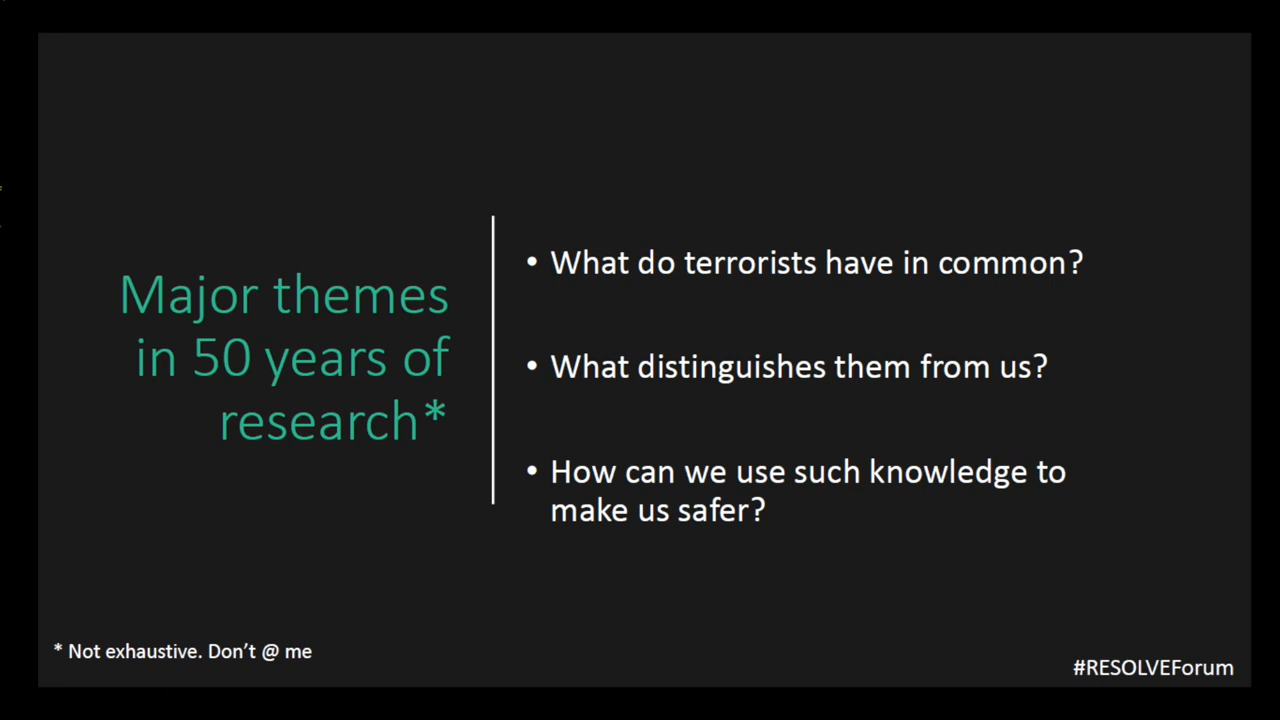 Major themes
in 50 years of
research*
• What do terrorists have in common?
• What distinguishes them from us?
• How can we use such knowledge to
make us safer?
* Not exhaustive. Don’t @ me
#RESOLVEForum